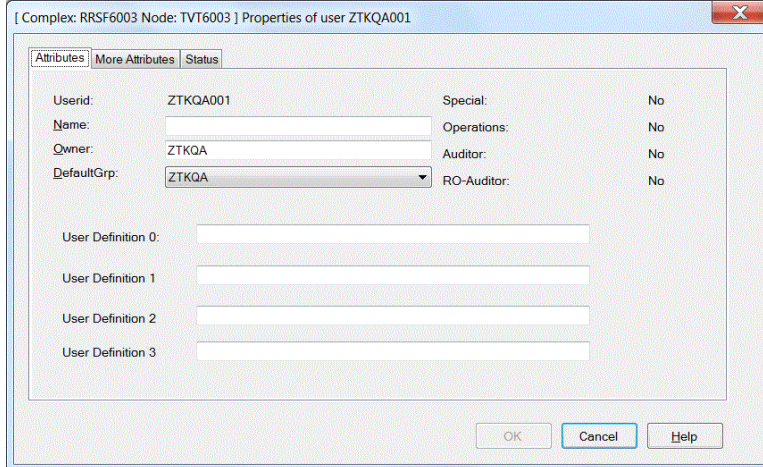 [ Complex: RRSF6003 Node: TVT6003 ] Properties of user ZTKQA001
Attributes More Attributes Status
Userid: ZTKQA001 Special: No
Name: Operations: No
Owner: ZTKQA Auditor: No
DefaultGrp: ZTKQA RO-Auditor: No
User Definition 0:
User Definition 1
User Definition 2
User Definition 3
OK Cancel Help